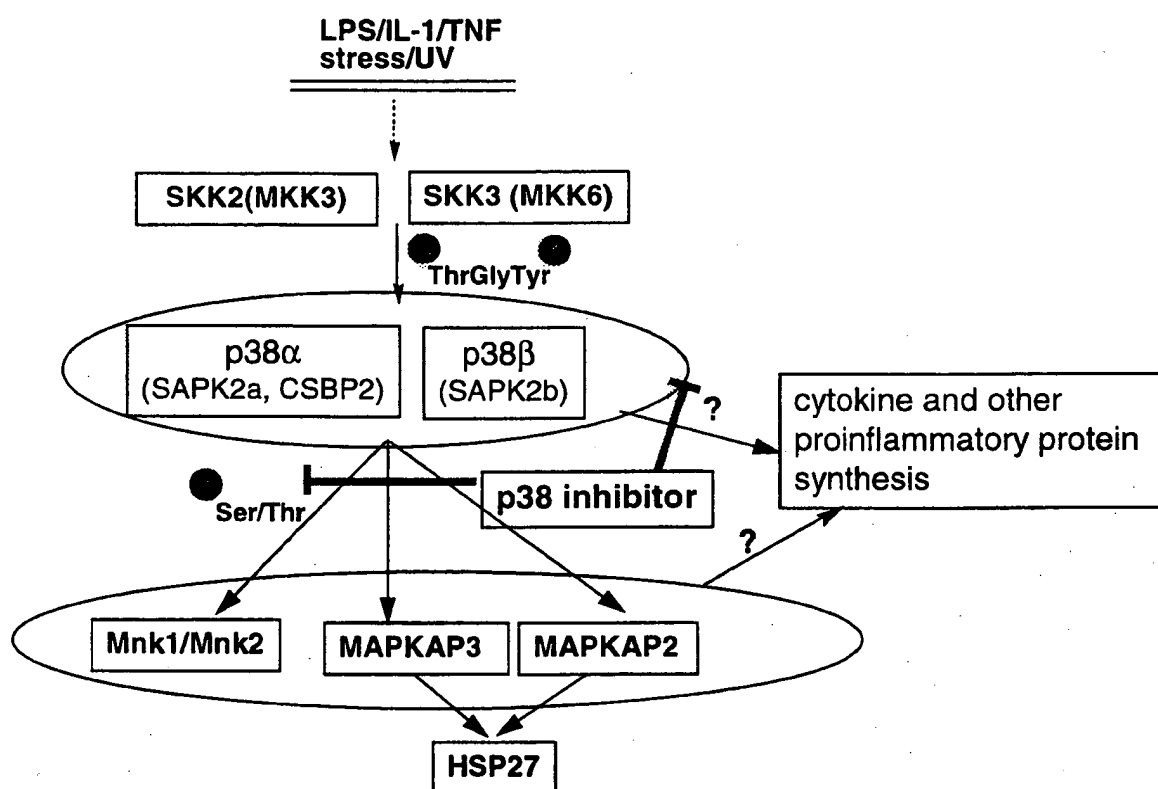 LPS/IL-1/TNF
stress/UV
SKK2(MKK3)
SKK3 (MKK6)
ThrGlyTyr
p38α
(SAPK2a, CSBP2)
p38β
(SAPK2b)
?
cytokine and other
proinflammatory protein
synthesis
p38 inhibitor
Ser/Thr
?
Mnk1/Mnk2
MAPKAP3
MAPKAP2
HSP27